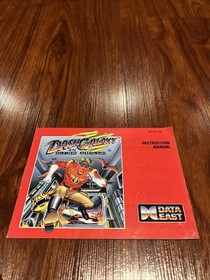 DASH GALAXY
INSTRUCTION
MANUAL
DATA
EAST